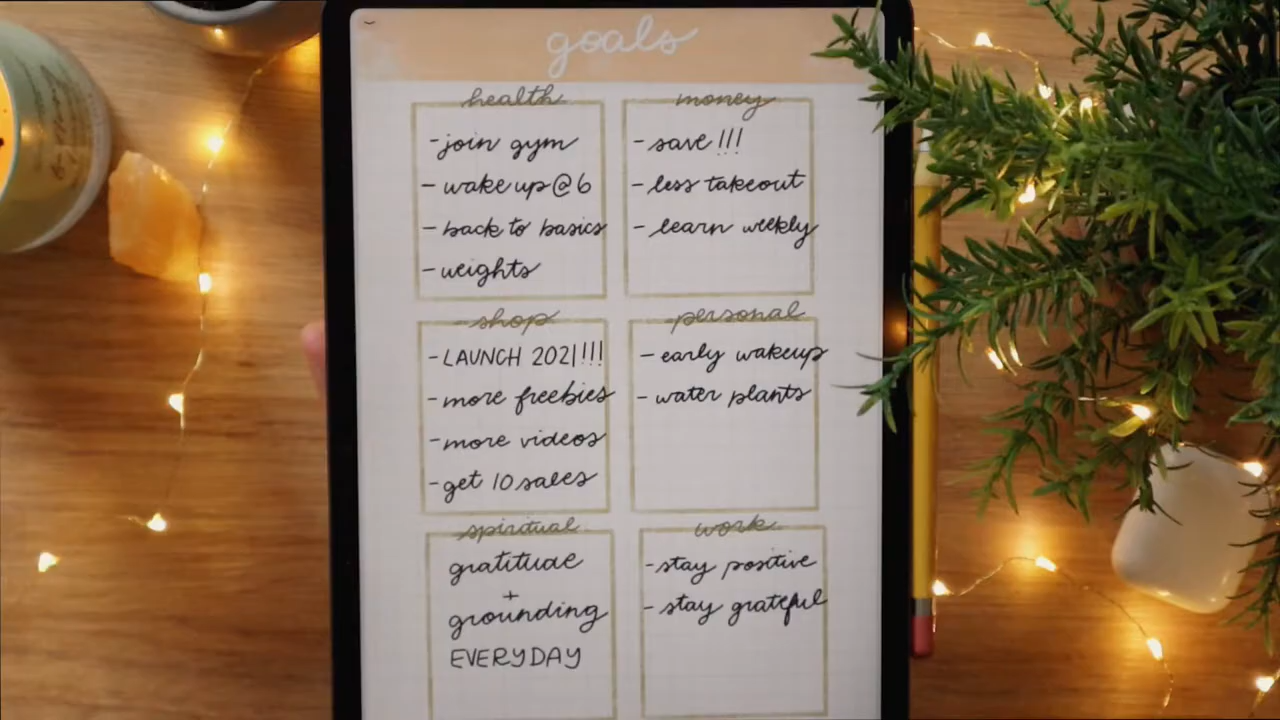 goals
health
- join gym
- wake up @ 6
- back to basics
- weights
money
- save !!!
- less takeout
- learn weekly
- shop
- LAUNCH 2021!!!
- more freebies
- more videos
- get 10 sales
- personal
- early wakeup
- water plants
spiritual
gratitude
+
grounding
EVERYDAY
work
- stay positive
- stay grateful